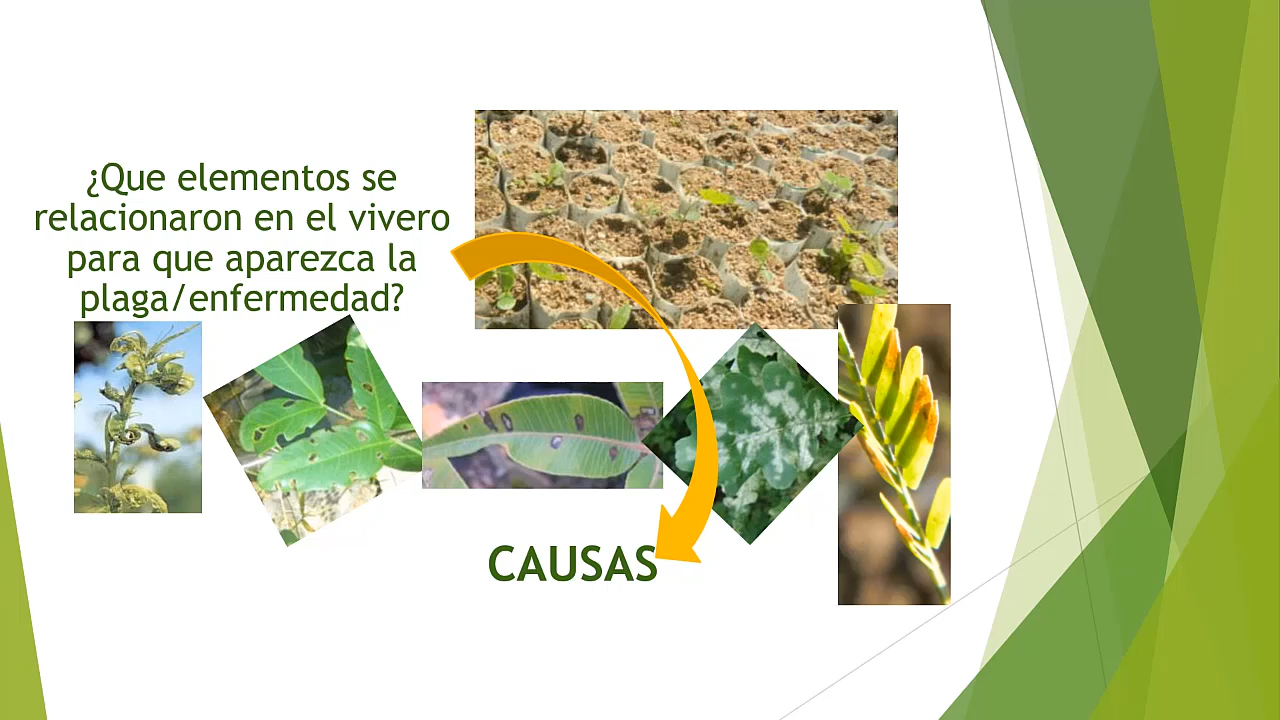 ¿Que elementos se
relacionaron en el vivero
para que aparezca la
plaga/enfermedad?
CAUSAS